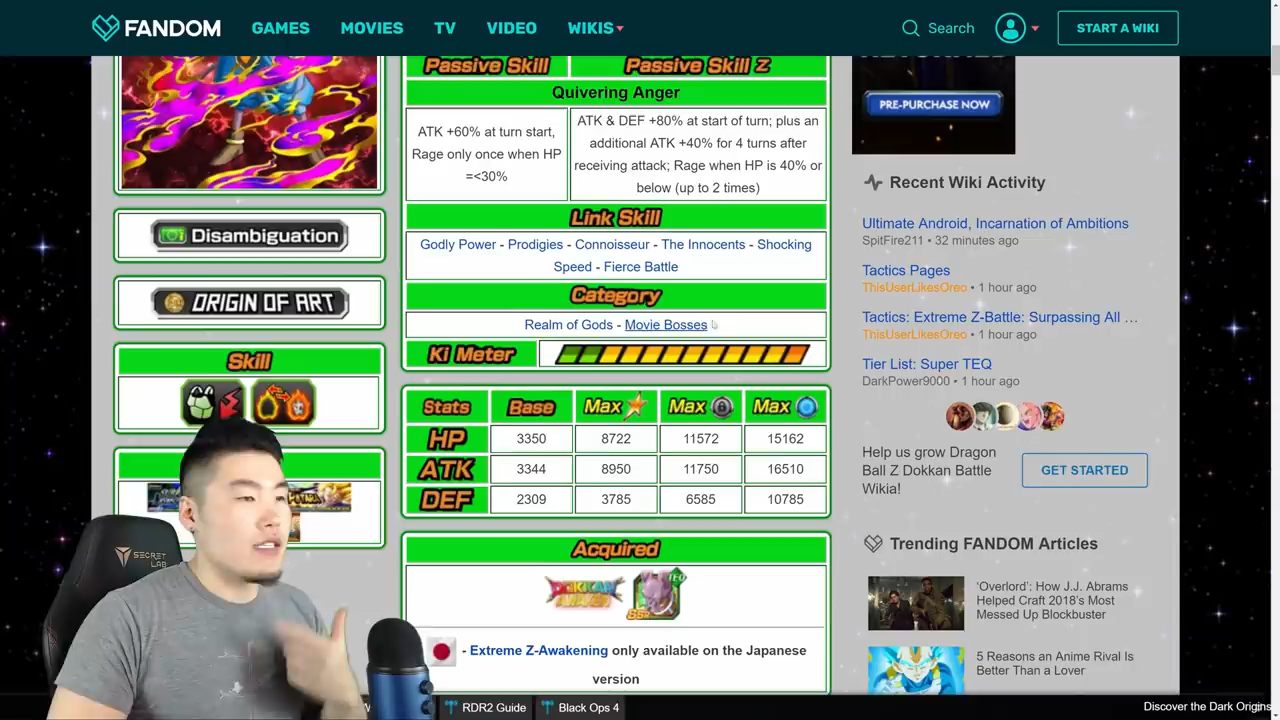 FANDOM
GAMES
MOVIES
TV
VIDEO
WIKIS
Search
START A WIKI
Passive Skill
Passive Skill Z
Quivering Anger
ATK +60% at turn start,
Rage only once when HP
=<30%
ATK & DEF +80% at start of turn; plus an
additional ATK +40% for 4 turns after
receiving attack; Rage when HP is 40% or
below (up to 2 times)
Link Skill
Godly Power - Prodigies - Connoisseur - The Innocents - Shocking
Speed - Fierce Battle
Category
Realm of Gods - Movie Bosses
Ki Meter
Disambiguation
ORIGIN OF ART
Skill
Stats Base Max Max Max
HP 3350 8722 11572 15162
ATK 3344 8950 11750 16510
DEF 2309 3785 6585 10785
Acquired
DOKKAN
AWAKEN
TEQ
SSR
- Extreme Z-Awakening only available on the Japanese
version
PRE-PURCHASE NOW
Recent Wiki Activity
Ultimate Android, Incarnation of Ambitions
SpitFire211 • 32 minutes ago
Tactics Pages
ThisUserLikesOreo • 1 hour ago
Tactics: Extreme Z-Battle: Surpassing All …
ThisUserLikesOreo • 1 hour ago
Tier List: Super TEQ
DarkPower9000 • 1 hour ago
Help us grow Dragon
Ball Z Dokkan Battle
Wikia!
GET STARTED
Trending FANDOM Articles
‘Overlord’: How J.J. Abrams
Helped Craft 2018’s Most
Messed Up Blockbuster
5 Reasons an Anime Rival Is
Better Than a Lover
SECRET
LAB
RDR2 Guide
Black Ops 4
Discover the Dark Origins